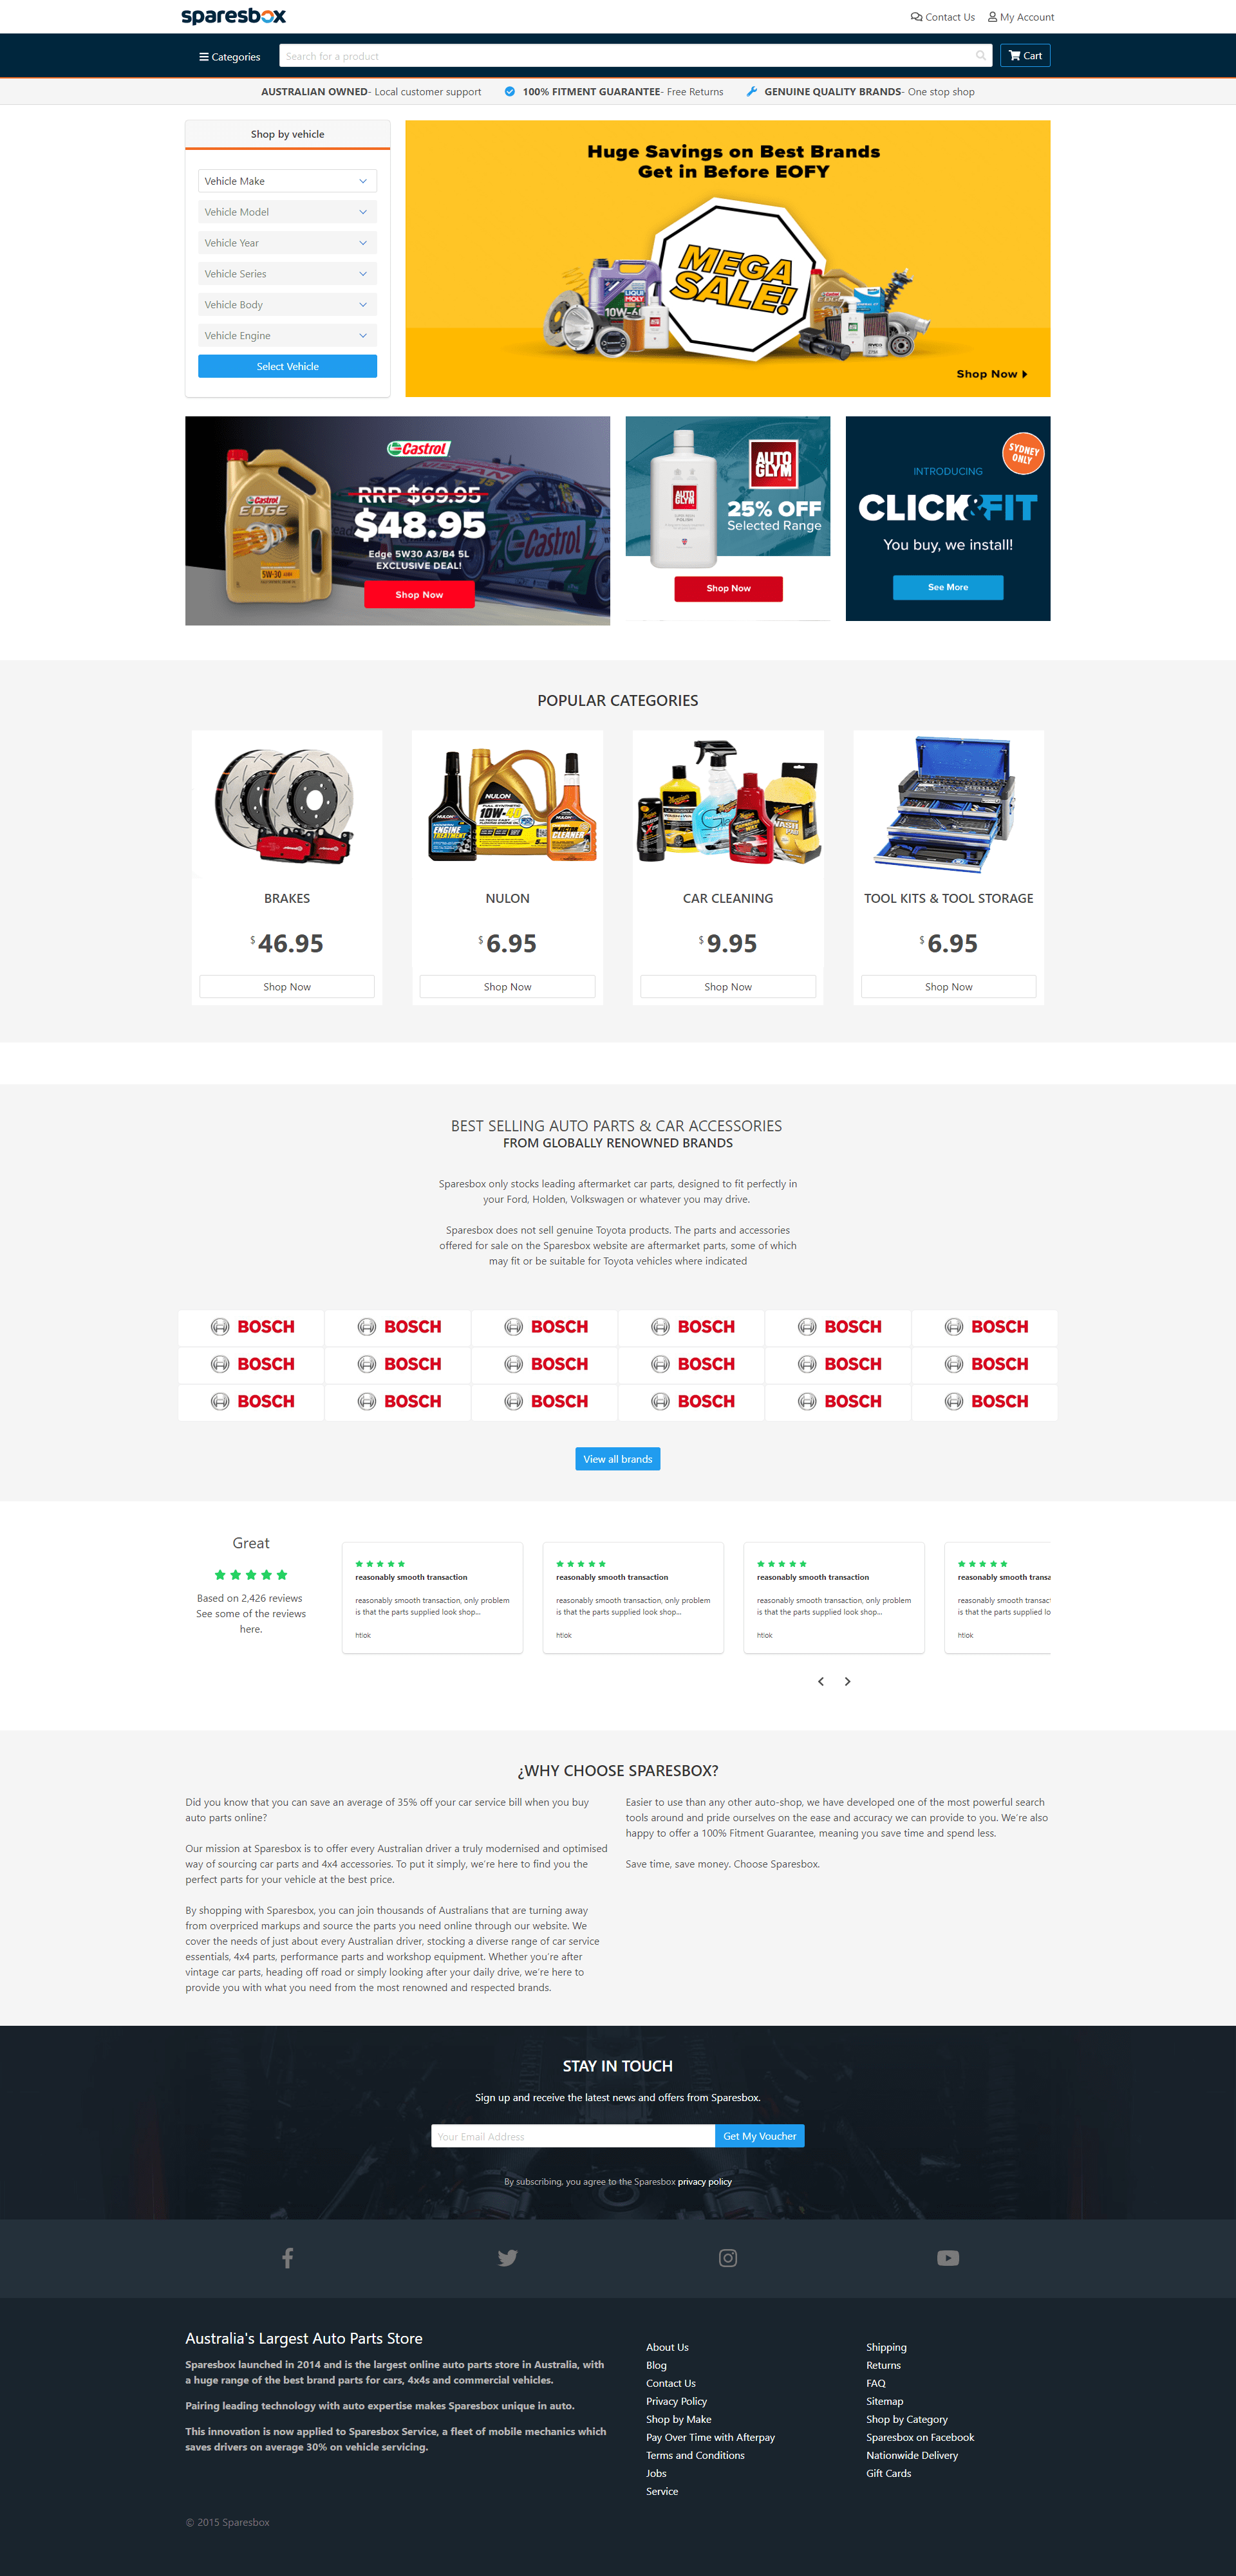 sparesbox
Contact Us
My Account
Categories
Search for a product
Cart
AUSTRALIAN OWNED- Local customer support
100% FITMENT GUARANTEE- Free Returns
GENUINE QUALITY BRANDS- One stop shop
Shop by vehicle
Vehicle Make
Vehicle Model
Vehicle Year
Vehicle Series
Vehicle Body
Vehicle Engine
Select Vehicle
Huge Savings on Best Brands
Get in Before EOFY
MEGA
SALE!
LIQUI
MOLY
10W-40
Castrol
EDGE
Shop Now
Castrol
RRP $69.95
$48.95
Edge 5W30 A3/B4 5L
EXCLUSIVE DEAL!
Shop Now
Castrol
EDGE
5W-30
NISSAN
Castrol
AUTO
GLYM
AUTO
GLYM
25% OFF
Selected Range
Shop Now
SYDNEY
ONLY
INTRODUCING
CLICK&FIT
You buy, we install!
See More
POPULAR CATEGORIES
NULON
ENGINE
TREATMENT
NULON
10W-40
NULON
CLEANER
BRAKES
$ 46.95
Shop Now
NULON
$ 6.95
Shop Now
CAR CLEANING
$ 9.95
Shop Now
TOOL KITS & TOOL STORAGE
$ 6.95
Shop Now
BEST SELLING AUTO PARTS & CAR ACCESSORIES
FROM GLOBALLY RENOWNED BRANDS
Sparesbox only stocks leading aftermarket car parts, designed to fit perfectly in
your Ford, Holden, Volkswagen or whatever you may drive.
Sparesbox does not sell genuine Toyota products. The parts and accessories
offered for sale on the Sparesbox website are aftermarket parts, some of which
may fit or be suitable for Toyota vehicles where indicated
BOSCH BOSCH BOSCH BOSCH BOSCH BOSCH
BOSCH BOSCH BOSCH BOSCH BOSCH BOSCH
BOSCH BOSCH BOSCH BOSCH BOSCH BOSCH
View all brands
Great
Based on 2,426 reviews
See some of the reviews
here.
reasonably smooth transaction
reasonably smooth transaction, only problem
is that the parts supplied look shop...
htlok
reasonably smooth transaction
reasonably smooth transaction, only problem
is that the parts supplied look shop...
htlok
reasonably smooth transaction
reasonably smooth transaction, only problem
is that the parts supplied look shop...
htlok
reasonably smooth transa
reasonably smooth transact
is that the parts supplied lo
htlok
¿WHY CHOOSE SPARESBOX?
Did you know that you can save an average of 35% off your car service bill when you buy
auto parts online?
Our mission at Sparesbox is to offer every Australian driver a truly modernised and optimised
way of sourcing car parts and 4x4 accessories. To put it simply, we're here to find you the
perfect parts for your vehicle at the best price.
By shopping with Sparesbox, you can join thousands of Australians that are turning away
from overpriced markups and source the parts you need online through our website. We
cover the needs of just about every Australian driver, stocking a diverse range of car service
essentials, 4x4 parts, performance parts and workshop equipment. Whether you're after
vintage car parts, heading off road or simply looking after your daily drive, we're here to
provide you with what you need from the most renowned and respected brands.
Easier to use than any other auto-shop, we have developed one of the most powerful search
tools around and pride ourselves on the ease and accuracy we can provide to you. We're also
happy to offer a 100% Fitment Guarantee, meaning you save time and spend less.
Save time, save money. Choose Sparesbox.
STAY IN TOUCH
Sign up and receive the latest news and offers from Sparesbox.
Your Email Address
Get My Voucher
By subscribing, you agree to the Sparesbox privacy policy
Australia's Largest Auto Parts Store
Sparesbox launched in 2014 and is the largest online auto parts store in Australia, with
a huge range of the best brand parts for cars, 4x4s and commercial vehicles.
Pairing leading technology with auto expertise makes Sparesbox unique in auto.
This innovation is now applied to Sparesbox Service, a fleet of mobile mechanics which
saves drivers on average 30% on vehicle servicing.
About Us
Blog
Contact Us
Privacy Policy
Shop by Make
Pay Over Time with Afterpay
Terms and Conditions
Jobs
Service
Shipping
Returns
FAQ
Sitemap
Shop by Category
Sparesbox on Facebook
Nationwide Delivery
Gift Cards
© 2015 Sparesbox